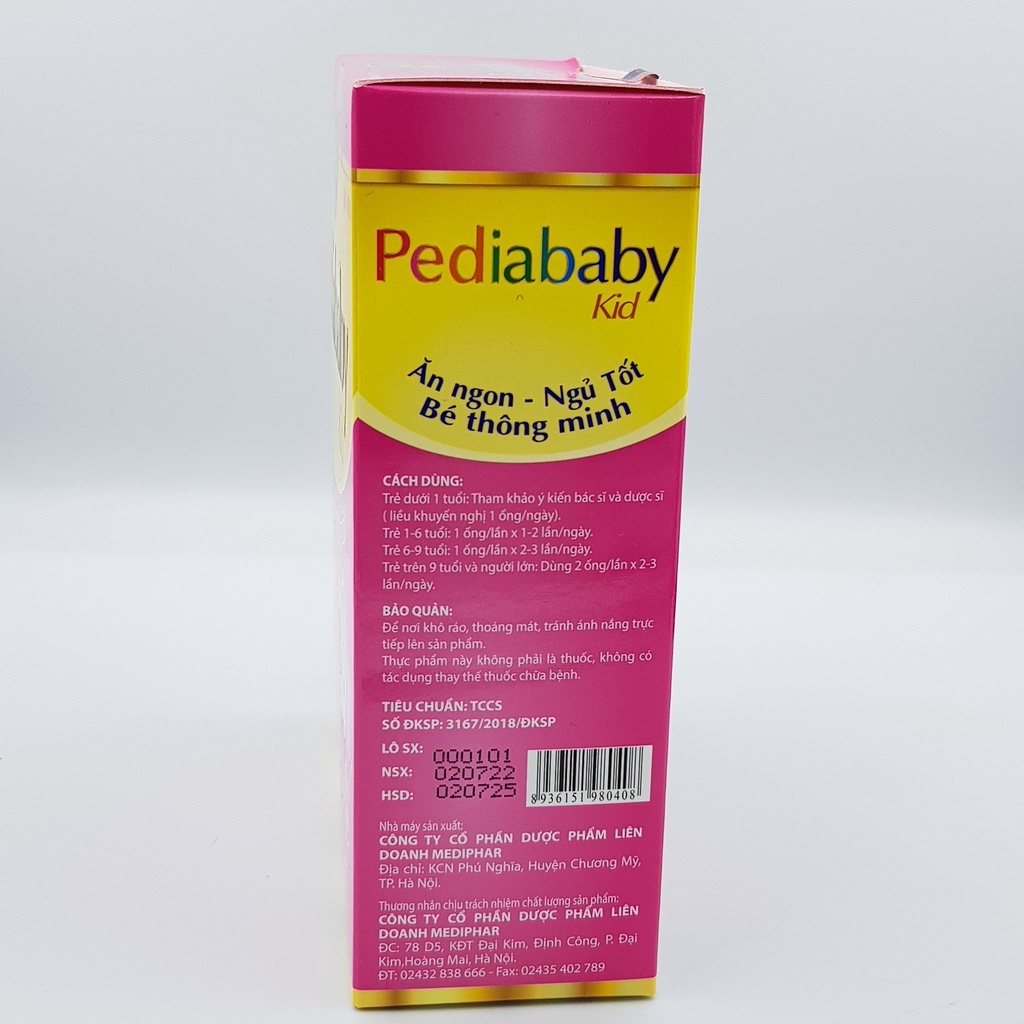 Pediababy
Kid
Ăn ngon - Ngủ Tốt
Bé thông minh
CÁCH DÙNG:
Trẻ dưới 1 tuổi: Tham khảo ý kiến bác sĩ và dược sĩ
( liều khuyến nghị 1 ống/ngày).
Trẻ 1-6 tuổi: 1 ống/lần x 1-2 lần/ngày.
Trẻ 6-9 tuổi: 1 ống/lần x 2-3 lần/ngày.
Trẻ trên 9 tuổi và người lớn: Dùng 2 ống/lần x 2-3
lần/ngày.
BẢO QUẢN:
Để nơi khô ráo, thoáng mát, tránh ánh nắng trực
tiếp lên sản phẩm.
Thực phẩm này không phải là thuốc, không có
tác dụng thay thế thuốc chữa bệnh.
TIÊU CHUẨN: TCCS
SỐ ĐKSP: 3167/2018/ĐKSP
LÔ SX: 000101
NSX: 020722
HSD: 020725
8936151980408
Nhà máy sản xuất:
CÔNG TY CỔ PHẦN DƯỢC PHẨM LIÊN
DOANH MEDIPHAR
Địa chỉ: KCN Phú Nghĩa, Huyện Chương Mỹ,
TP. Hà Nội.
Thương nhân chịu trách nhiệm chất lượng sản phẩm:
CÔNG TY CỔ PHẦN DƯỢC PHẨM LIÊN
DOANH MEDIPHAR
ĐC: 78 D5, KĐT Đại Kim, Định Công, P. Đại
Kim,Hoàng Mai, Hà Nội.
ĐT: 02432 838 666 - Fax: 02435 402 789